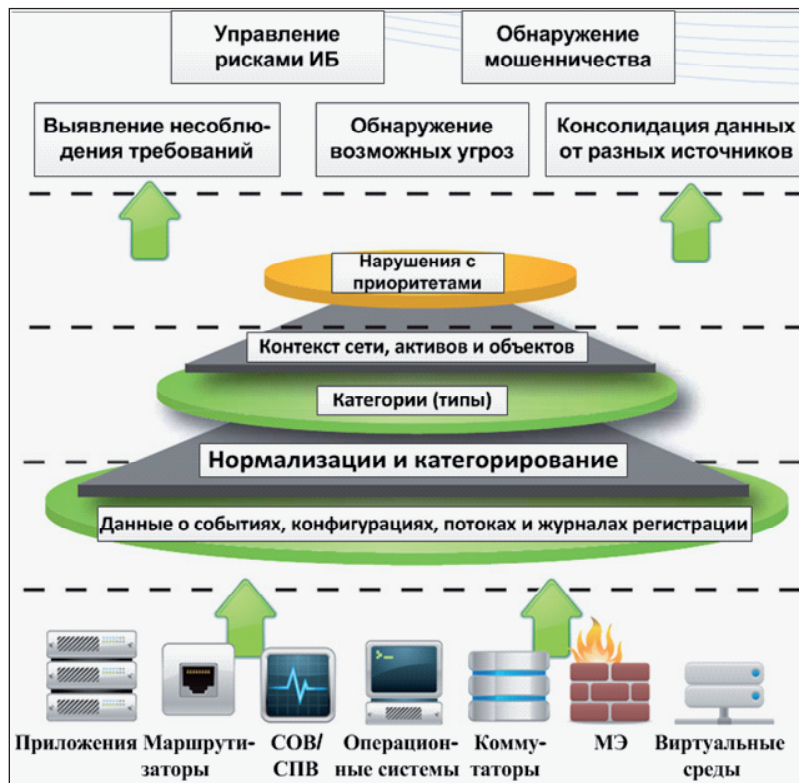 Управление
рисками ИБ
Обнаружение
мошенничества
Выявление несоблю-
дения требований
Обнаружение
возможных угроз
Консолидация данных
от разных источников
Нарушения с
приоритетами
Контекст сети, активов и объектов
Категории (типы)
Нормализации и категорирование
Данные о событиях, конфигурациях, потоках и журналах регистрации
Приложения
Маршрути-
заторы
СОВ/
СПВ
Операцион-
ные системы
Комму-
таторы
МЭ
Виртуальные
среды